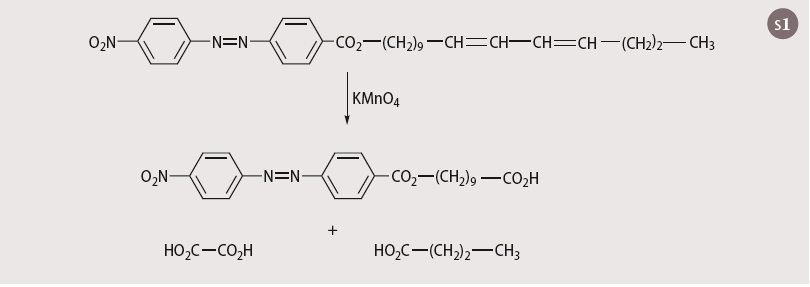 S1
O₂N—N=N—CO₂—(CH₂)₉—CH=CH—CH=CH—(CH₂)₂—CH₃
KMnO₄
O₂N—N=N—CO₂—(CH₂)₉—CO₂H
+
HO₂C—CO₂H HO₂C—(CH₂)₂—CH₃